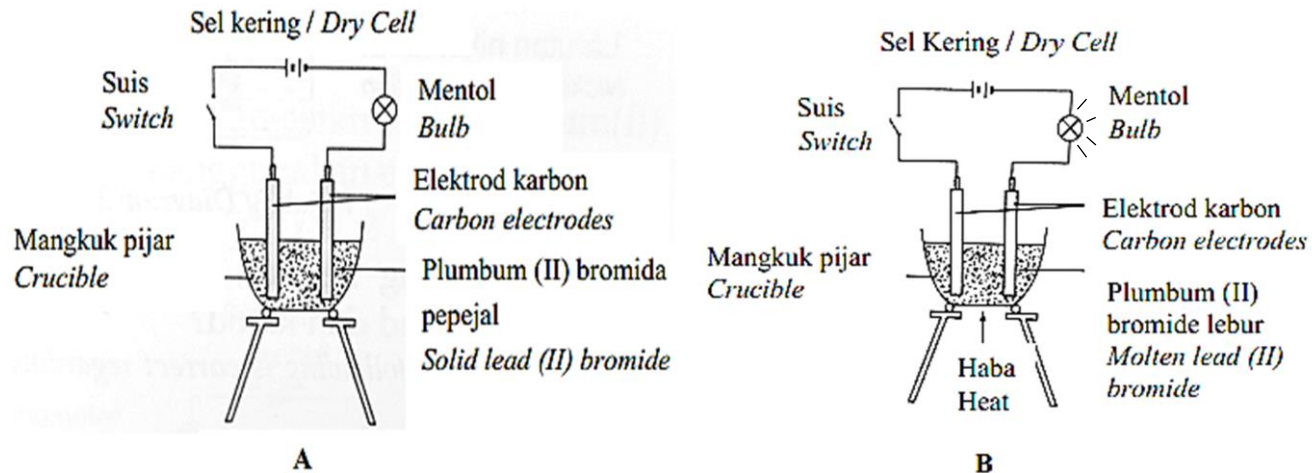 Sel kering / Dry Cell
Suis
Switch
Mentol
Bulb
Elektrod karbon
Carbon electrodes
Mangkuk pijar
Crucible
Plumbum (II) bromida
pepejal
Solid lead (II) bromide
A
Sel Kering / Dry Cell
Suis
Switch
Mentol
Bulb
Elektrod karbon
Carbon electrodes
Mangkuk pijar
Crucible
Plumbum (II)
bromide lebur
Molten lead (II)
bromide
Haba
Heat
B